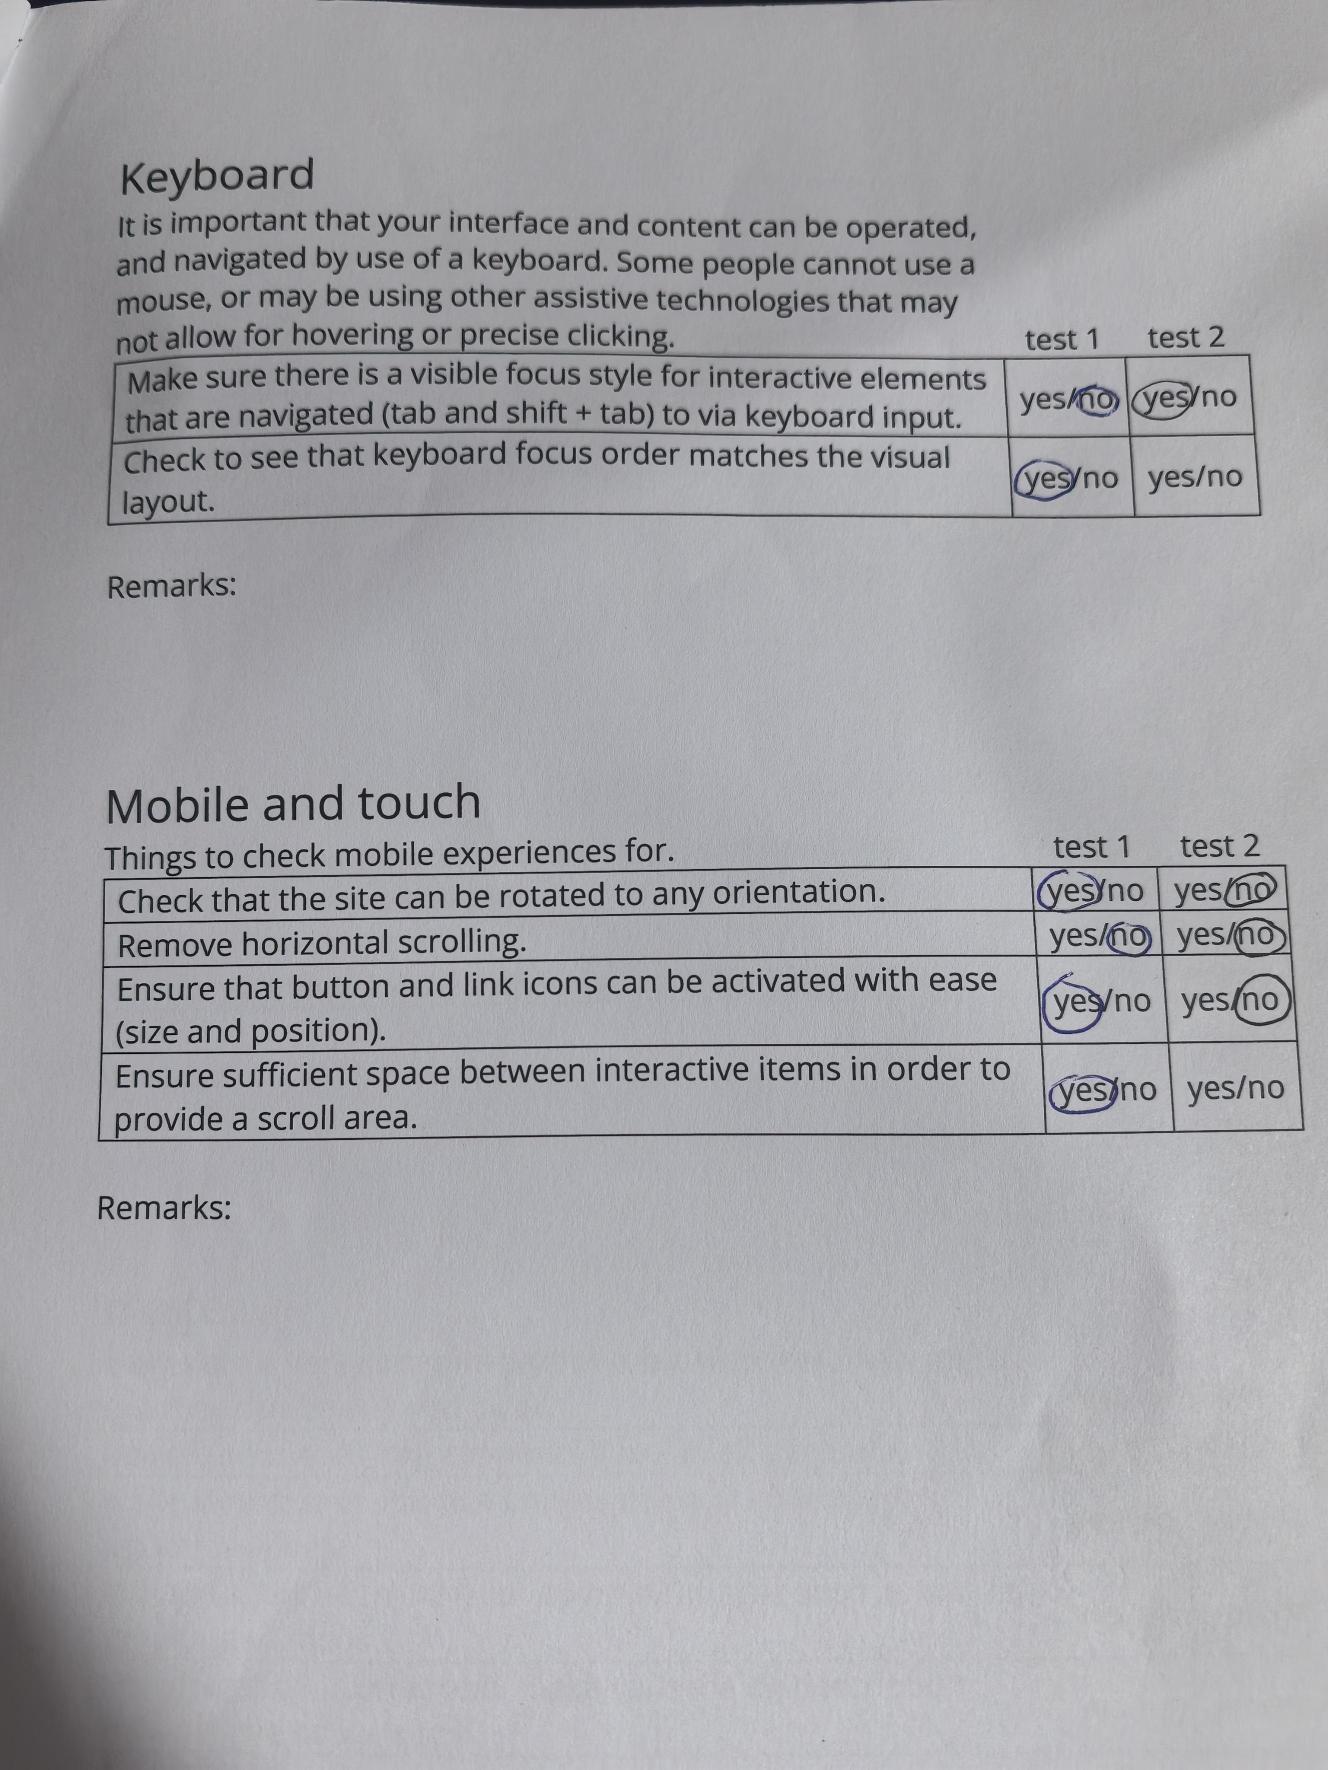 Keyboard
It is important that your interface and content can be operated,
and navigated by use of a keyboard. Some people cannot use a
mouse, or may be using other assistive technologies that may
not allow for hovering or precise clicking.
test 1 test 2
Make sure there is a visible focus style for interactive elements
that are navigated (tab and shift + tab) to via keyboard input.
yes/no yes/no
Check to see that keyboard focus order matches the visual
layout.
yes/no yes/no
Remarks:
Mobile and touch
Things to check mobile experiences for.
test 1 test 2
Check that the site can be rotated to any orientation. yes/no yes/no
Remove horizontal scrolling. yes/no yes/no
Ensure that button and link icons can be activated with ease
(size and position).
yes/no yes/no
Ensure sufficient space between interactive items in order to
provide a scroll area.
yes/no yes/no
Remarks: